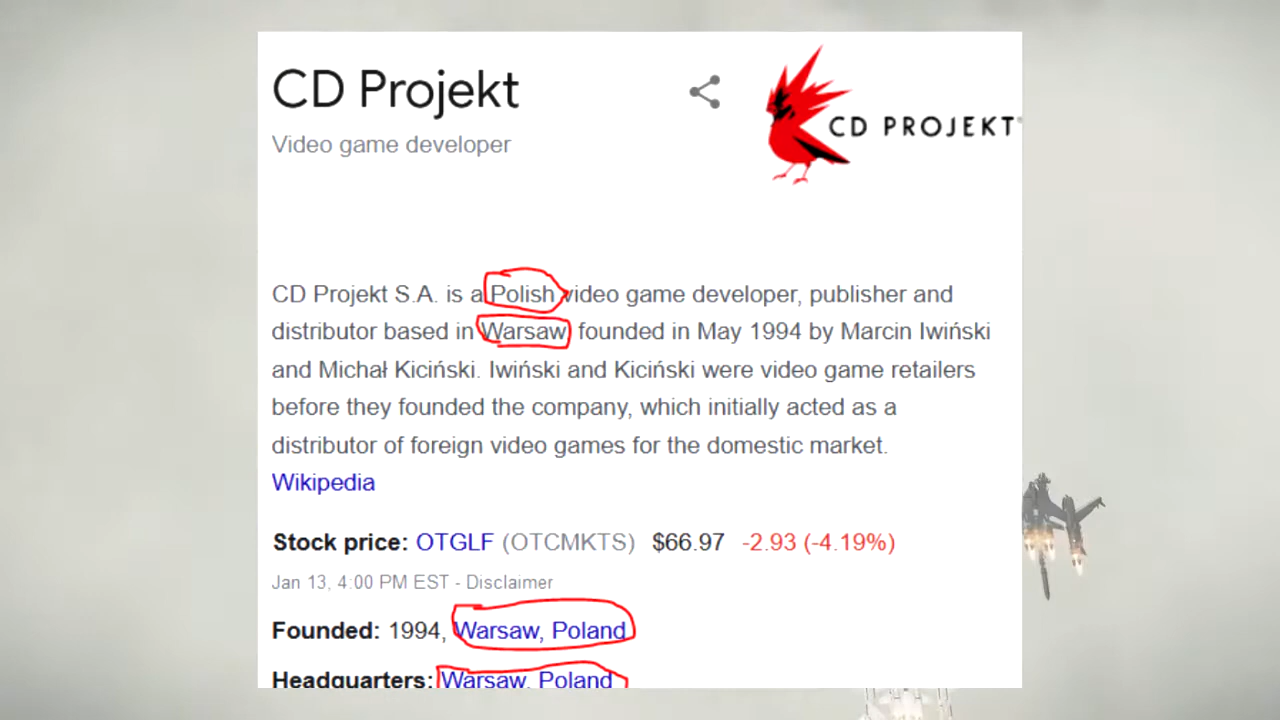 CD Projekt
Video game developer
CD PROJEKT®
CD Projekt S.A. is a Polish video game developer, publisher and
distributor based in Warsaw, founded in May 1994 by Marcin Iwiński
and Michał Kiciński. Iwiński and Kiciński were video game retailers
before they founded the company, which initially acted as a
distributor of foreign video games for the domestic market.
Wikipedia
Stock price: OTGLF (OTCMKTS) $66.97 -2.93 (-4.19%)
Jan 13, 4:00 PM EST - Disclaimer
Founded: 1994, Warsaw, Poland
Headquarters: Warsaw, Poland